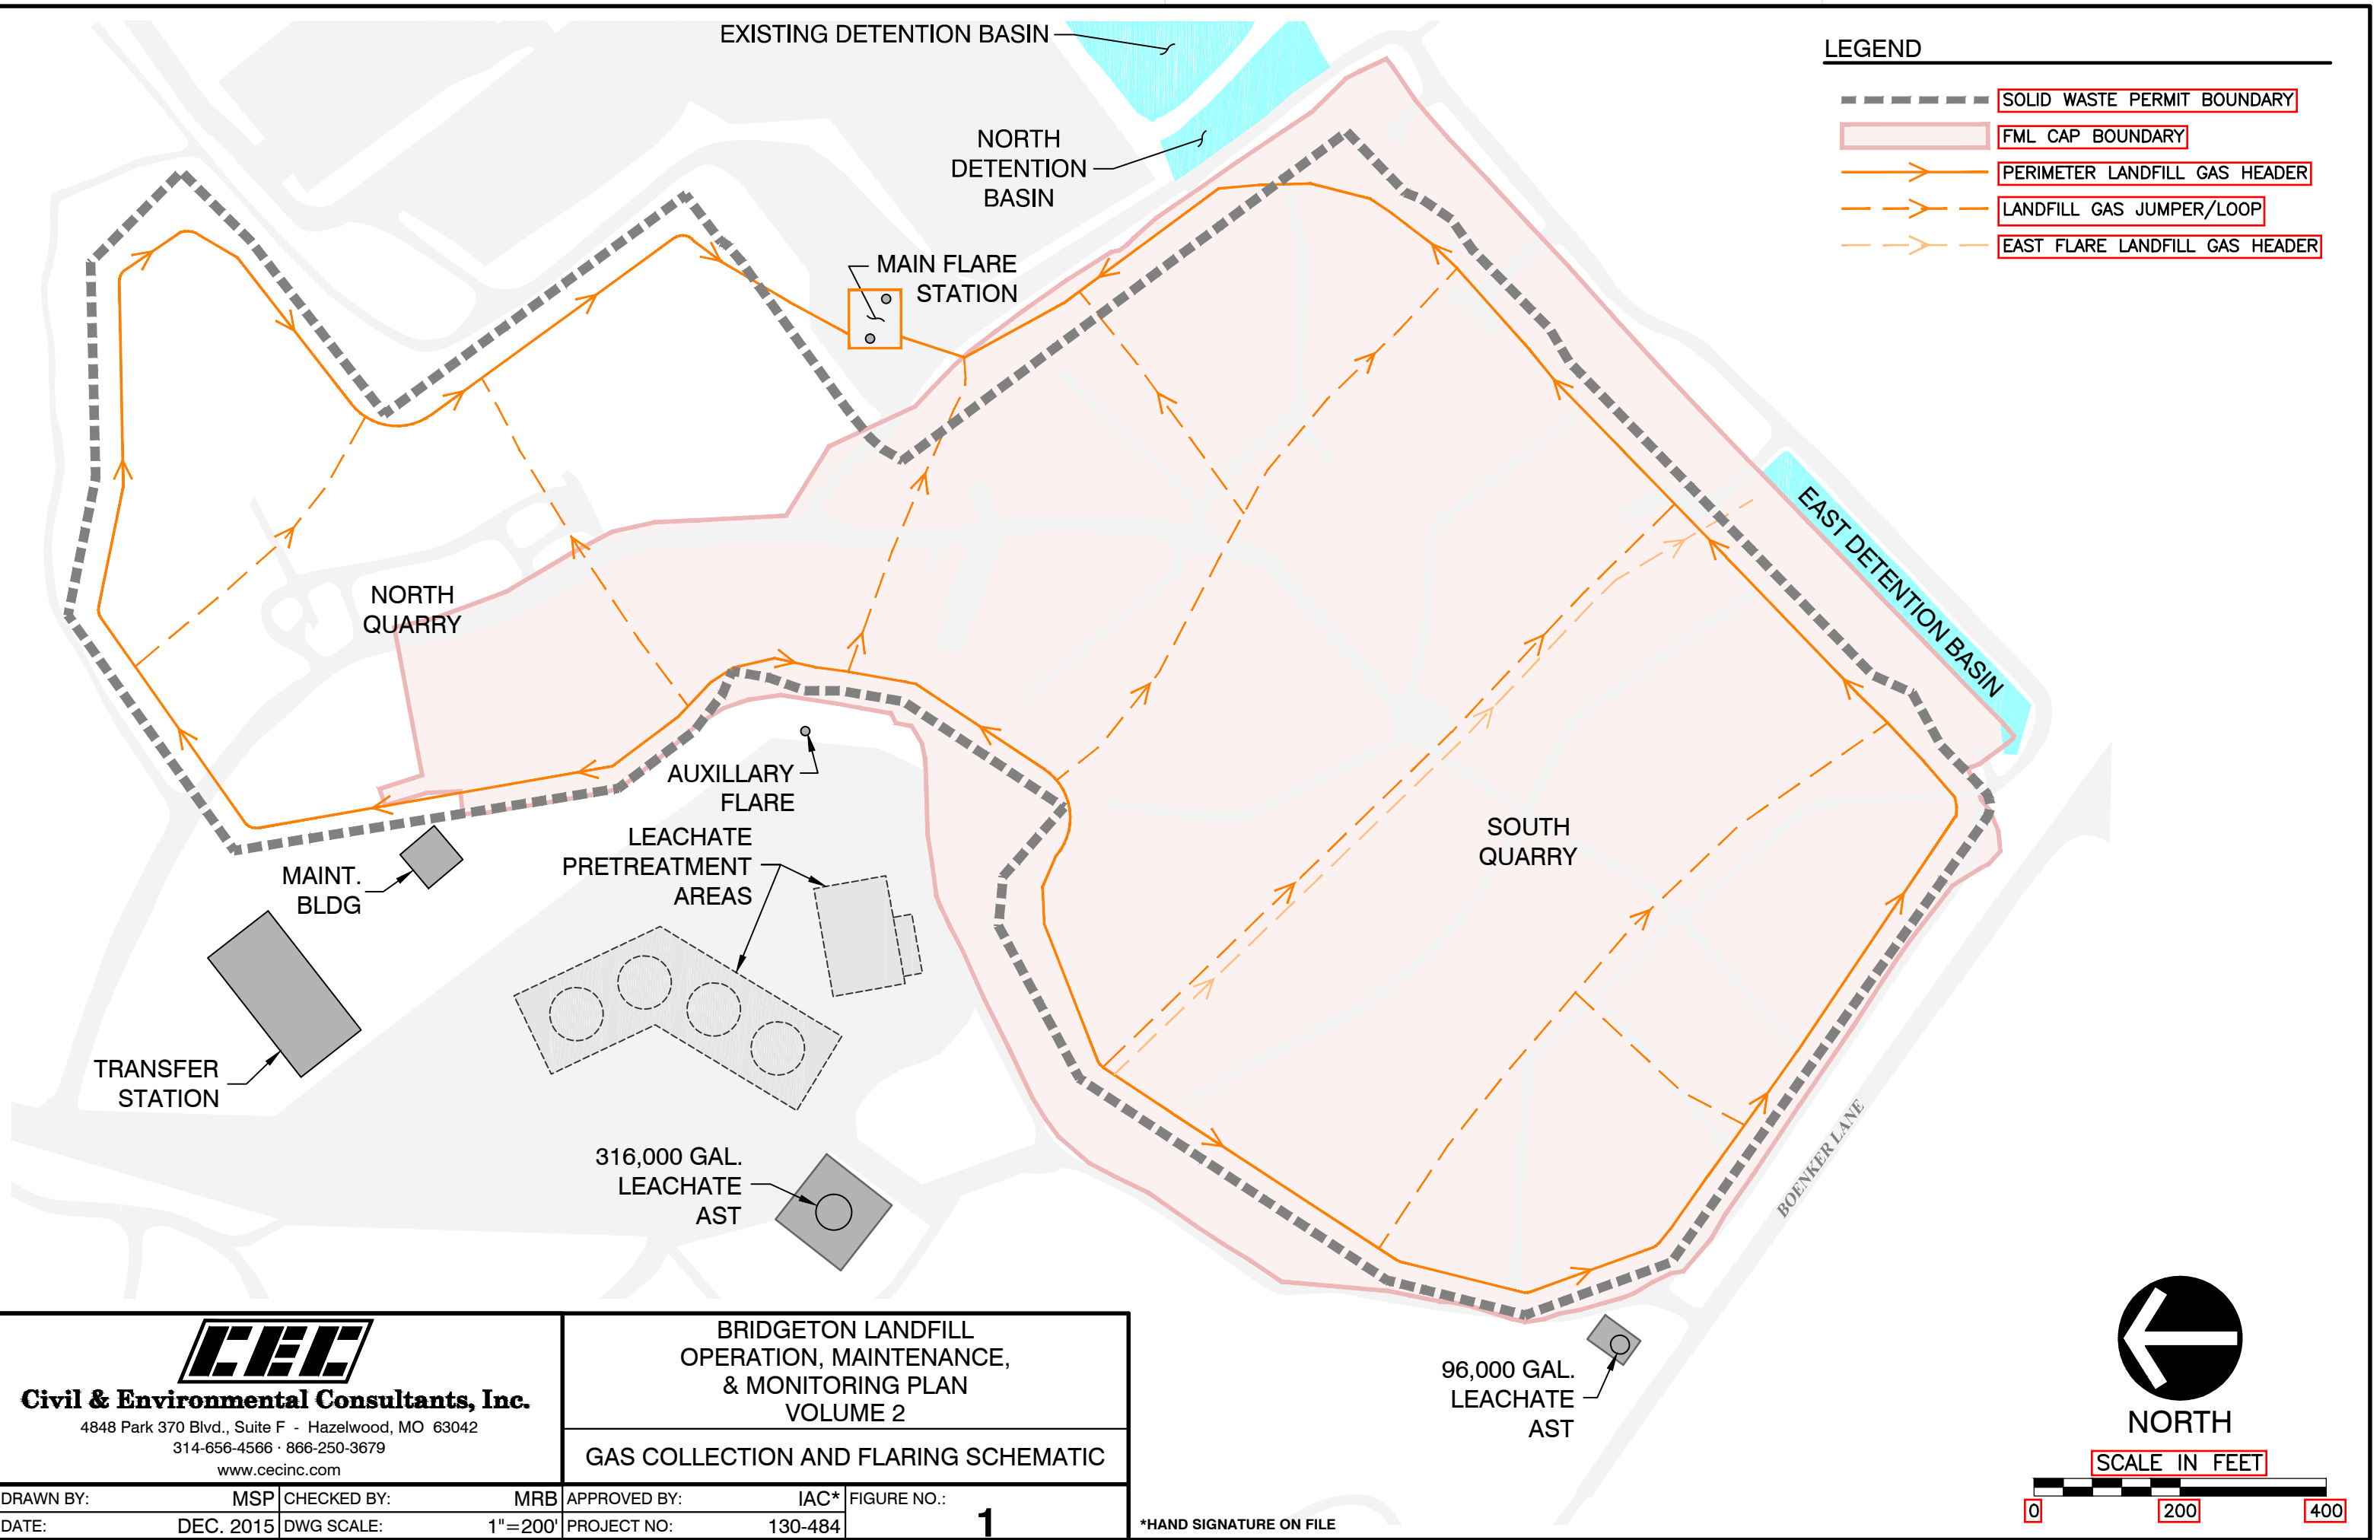 EXISTING DETENTION BASIN
NORTH
DETENTION
BASIN
MAIN FLARE
STATION
LEGEND
SOLID WASTE PERMIT BOUNDARY
FML CAP BOUNDARY
PERIMETER LANDFILL GAS HEADER
LANDFILL GAS JUMPER/LOOP
EAST FLARE LANDFILL GAS HEADER
EAST DETENTION BASIN
NORTH
QUARRY
AUXILLARY
FLARE
LEACHATE
PRETREATMENT
AREAS
SOUTH
QUARRY
MAINT.
BLDG
TRANSFER
STATION
316,000 GAL.
LEACHATE
AST
BOENKER LANE
96,000 GAL.
LEACHATE
AST
NORTH
SCALE IN FEET
0 200 400
CEC
Civil & Environmental Consultants, Inc.
4848 Park 370 Blvd., Suite F - Hazelwood, MO 63042
314-656-4566 · 866-250-3679
www.cecinc.com
BRIDGETON LANDFILL
OPERATION, MAINTENANCE,
& MONITORING PLAN
VOLUME 2
GAS COLLECTION AND FLARING SCHEMATIC
DRAWN BY: MSP CHECKED BY: MRB APPROVED BY: IAC* FIGURE NO.:
DATE: DEC. 2015 DWG SCALE: 1"=200' PROJECT NO: 130-484 1
*HAND SIGNATURE ON FILE